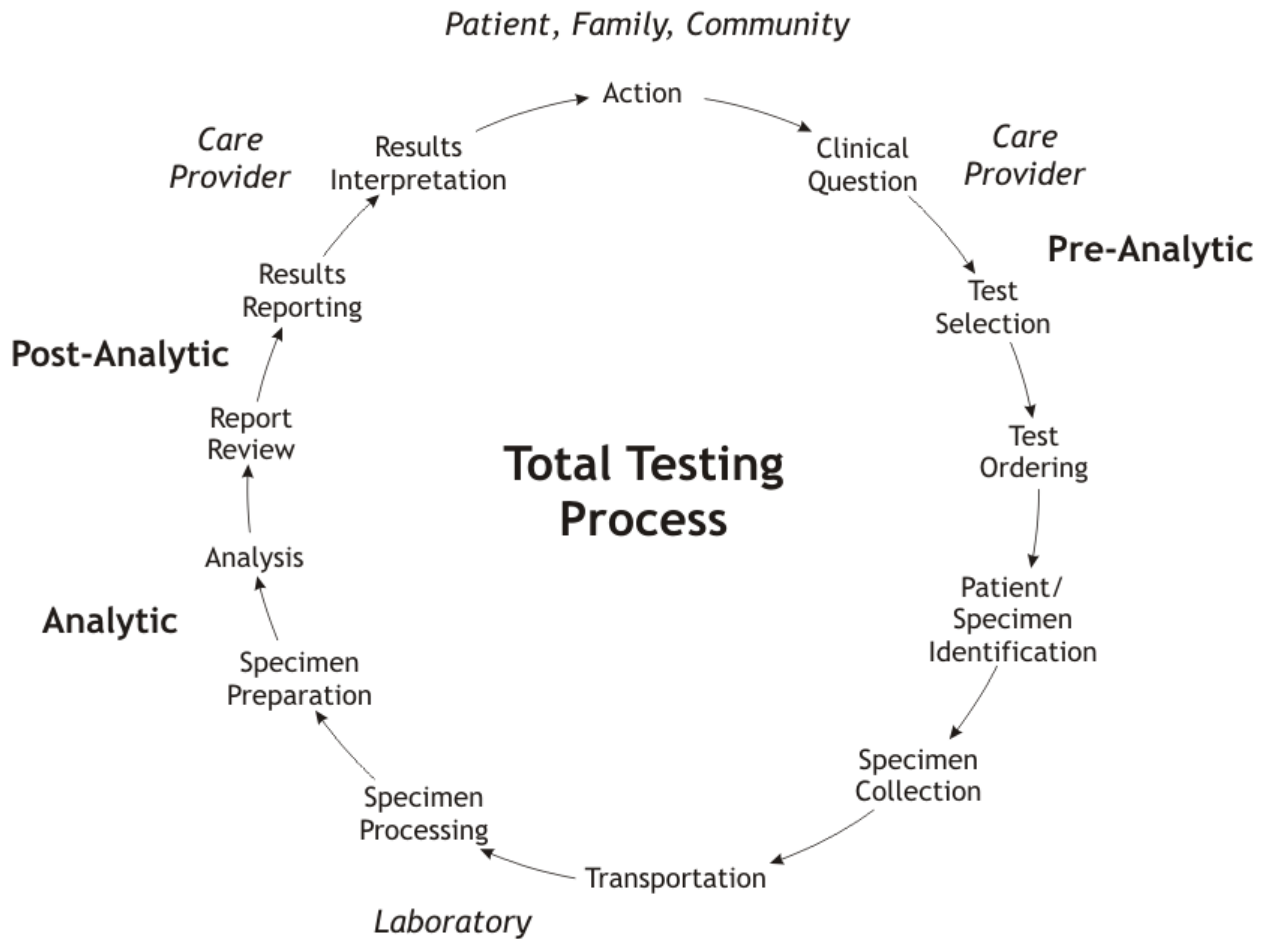 Patient, Family, Community
Action
Care
Provider
Results
Interpretation
Clinical
Question
Care
Provider
Pre-Analytic
Results
Reporting
Test
Selection
Post-Analytic
Report
Review
Test
Ordering
Total Testing
Process
Analysis
Patient/
Specimen
Identification
Analytic
Specimen
Preparation
Specimen
Collection
Specimen
Processing
Transportation
Laboratory